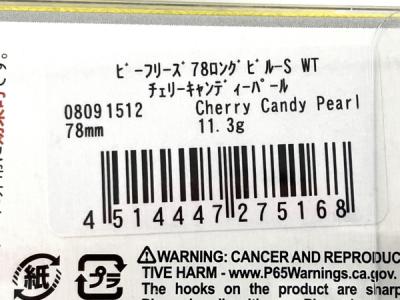 ビーフリーズ78ロングビルーS WT
チェリーキャンディーパール
08091512 Cherry Candy Pearl
78mm 11.3g
4 514447 275168
紙 プラ
⚠WARNING: CANCER AND REPRODUC
TIVE HARM - www.P65Warnings.ca.gov.
The hooks on the product are sharp